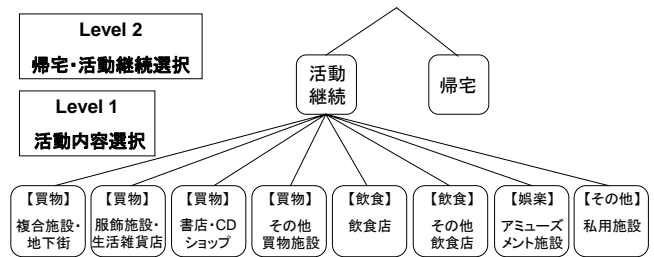 Level 2
帰宅・活動継続選択
活動
継続
帰宅
Level 1
活動内容選択
【買物】
複合施設・
地下街
【買物】
服飾施設・
生活雑貨店
【買物】
書店・CD
ショップ
【買物】
その他
買物施設
【飲食】
飲食店
【飲食】
その他
飲食店
【娯楽】
アミューズ
メント施設
【その他】
私用施設